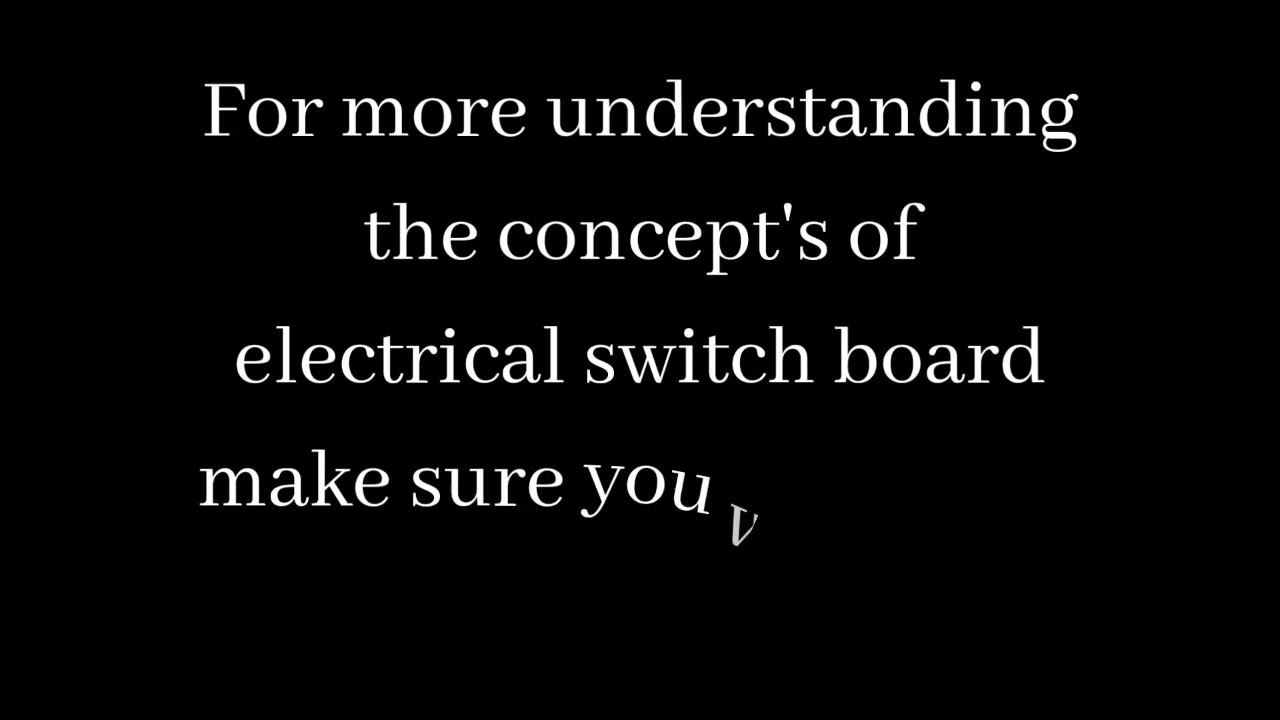 For more understanding
the concept's of
electrical switch board
make sure you v